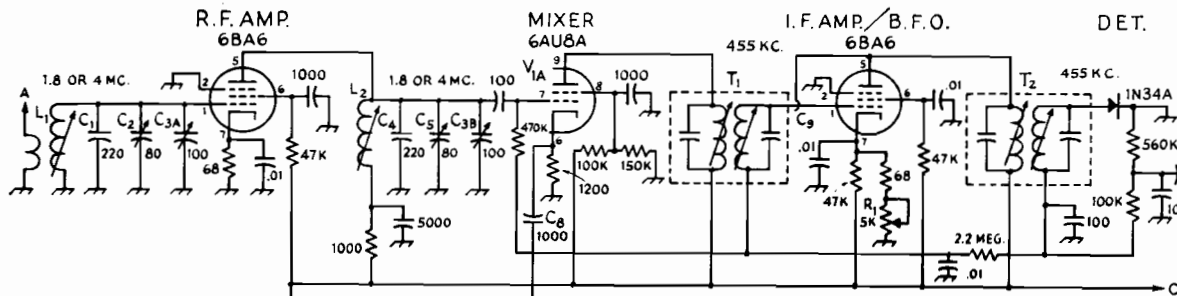 R.F. AMP.
6BA6
MIXER
6AU8A
I.F. AMP./B.F.O.
6BA6
DET.
455 KC.
455 KC.
1.8 OR 4 MC.
1.8 OR 4 MC.
A
L1
C1
220
C2
80
C3A
100
5
2
1
6
7
68
.01
1000
47K
L2
C4
220
C5
80
C3B
100
100
5000
1000
V1A
9
7
8
6
470K
1000
100K
150K
1200
C8
1000
T1
C9
5
2
1
6
7
.01
.01
47K
68
R1
5K
47K
T2
1N34A
560K
100K
100
10
2.2 MEG.
.01
C